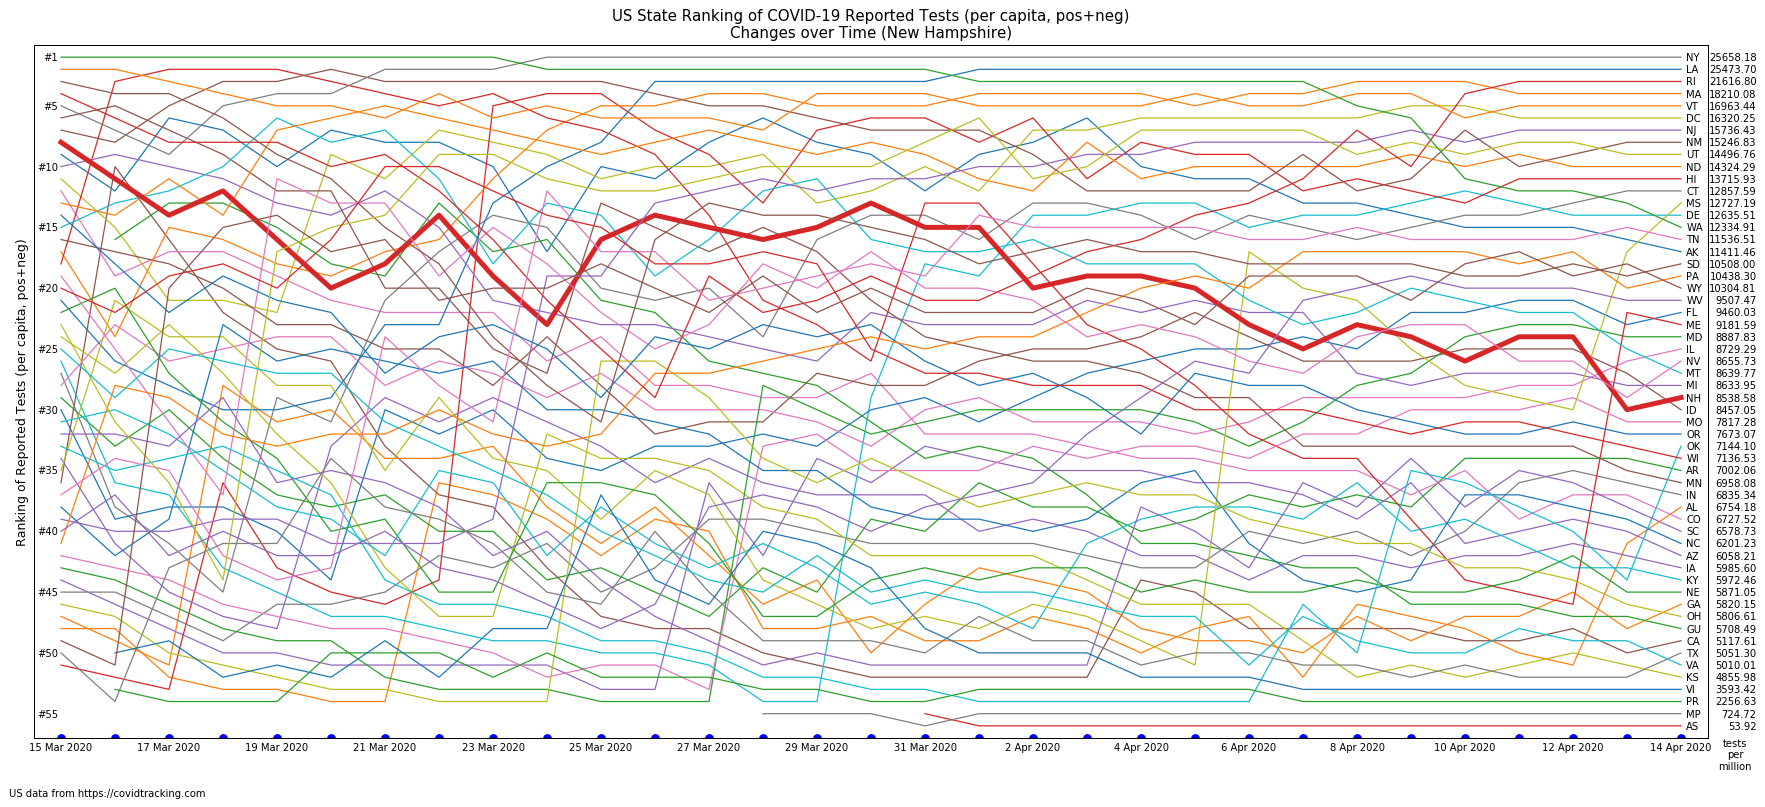 US State Ranking of COVID-19 Reported Tests (per capita, pos+neg)
Changes over Time (New Hampshire)
Ranking of Reported Tests (per capita, pos+neg)
#1
#5
#10
#15
#20
#25
#30
#35
#40
#45
#50
#55
NY 25658.18
LA 25473.70
RI 21616.80
MA 18210.08
VT 16963.44
DC 16320.25
NJ 15736.43
NM 15246.83
UT 14496.76
ND 14324.29
HI 13715.93
CT 12857.59
MS 12727.19
DE 12635.51
WA 12334.91
TN 11536.51
AK 11411.46
SD 10508.00
PA 10438.30
WY 10304.81
WV 9507.47
FL 9460.03
ME 9181.59
MD 8887.83
IL 8729.29
NV 8655.73
MT 8639.77
MI 8633.95
NH 8538.58
ID 8457.05
MO 7817.28
OR 7673.07
OK 7144.10
WI 7136.53
AR 7002.06
MN 6958.08
IN 6835.34
AL 6754.18
CO 6727.52
SC 6578.73
NC 6201.23
AZ 6058.21
IA 5985.60
KY 5972.46
NE 5871.05
GA 5820.15
OH 5806.61
GU 5708.49
CA 5117.61
TX 5051.30
VA 5010.01
KS 4855.98
VI 3593.42
PR 2256.63
MP 724.72
AS 53.92
15 Mar 2020 17 Mar 2020 19 Mar 2020 21 Mar 2020 23 Mar 2020 25 Mar 2020 27 Mar 2020 29 Mar 2020 31 Mar 2020 2 Apr 2020 4 Apr 2020 6 Apr 2020 8 Apr 2020 10 Apr 2020 12 Apr 2020 14 Apr 2020
tests
per
million
US data from https://covidtracking.com